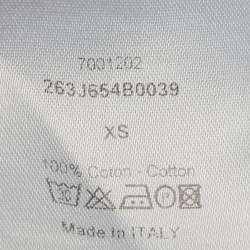 7001202
263J654B0039
XS
100% Coton - Cotton
Made in ITALY